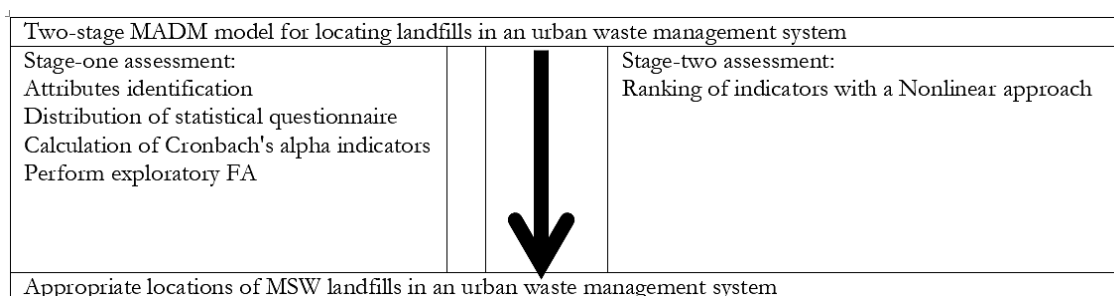 Two-stage MADM model for locating landfills in an urban waste management system
Stage-one assessment:
Attributes identification
Distribution of statistical questionnaire
Calculation of Cronbach's alpha indicators
Perform exploratory FA
Stage-two assessment:
Ranking of indicators with a Nonlinear approach
Appropriate locations of MSW landfills in an urban waste management system